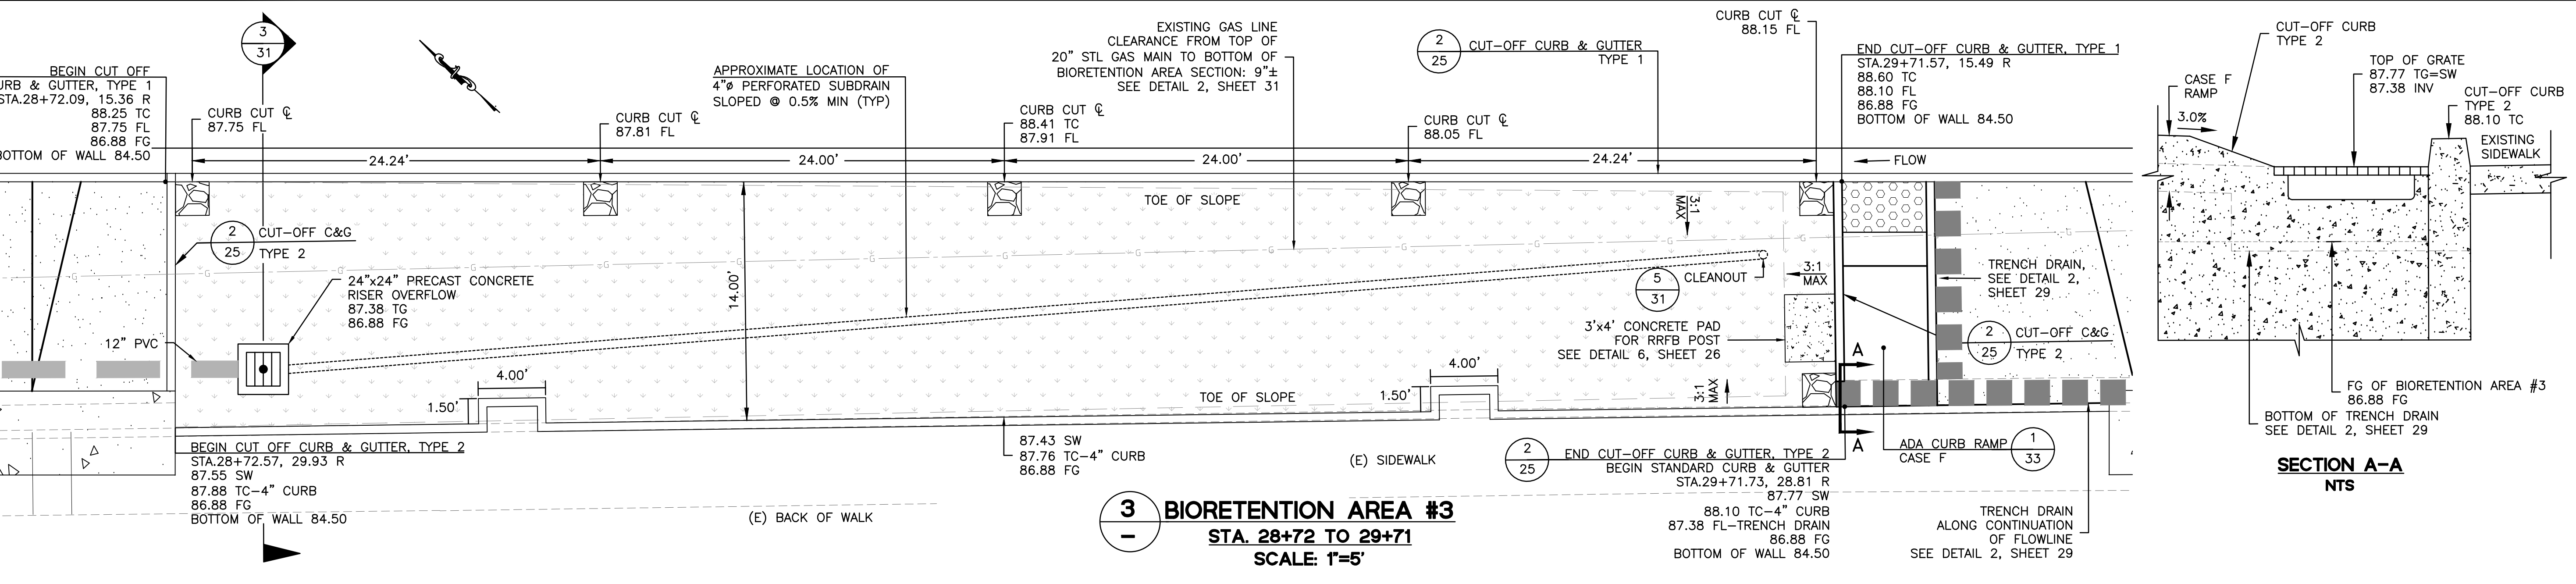 3
31
BEGIN CUT OFF
URB & GUTTER, TYPE 1
STA.28+72.09, 15.36 R
88.25 TC
87.75 FL
86.88 FG
BOTTOM OF WALL 84.50
CURB CUT ℄
87.75 FL
APPROXIMATE LOCATION OF
4"ø PERFORATED SUBDRAIN
SLOPED @ 0.5% MIN (TYP)
CURB CUT ℄
87.81 FL
EXISTING GAS LINE
CLEARANCE FROM TOP OF
20" STL GAS MAIN TO BOTTOM OF
BIORETENTION AREA SECTION: 9"±
SEE DETAIL 2, SHEET 31
CURB CUT ℄
88.41 TC
87.91 FL
2
25
CUT-OFF CURB & GUTTER
TYPE 1
CURB CUT ℄
88.05 FL
CURB CUT ℄
88.15 FL
END CUT-OFF CURB & GUTTER, TYPE 1
STA.29+71.57, 15.49 R
88.60 TC
88.10 FL
86.88 FG
BOTTOM OF WALL 84.50
24.24'
24.00'
24.00'
24.24'
FLOW
TOE OF SLOPE
3:1
MAX
2
25
CUT-OFF C&G
TYPE 2
G
G
G
G
G
G
G
G
G
G
G
G
G
G
24"x24" PRECAST CONCRETE
RISER OVERFLOW
87.38 TG
86.88 FG
14.00'
5
31
CLEANOUT
3:1
MAX
TRENCH DRAIN,
SEE DETAIL 2,
SHEET 29
12" PVC
3'x4' CONCRETE PAD
FOR RRFB POST
SEE DETAIL 6, SHEET 26
2
25
CUT-OFF C&G
TYPE 2
A
4.00'
1.50'
4.00'
1.50'
TOE OF SLOPE
3:1
MAX
A
BEGIN CUT OFF CURB & GUTTER, TYPE 2
STA.28+72.57, 29.93 R
87.55 SW
87.88 TC-4" CURB
86.88 FG
BOTTOM OF WALL 84.50
87.43 SW
87.76 TC-4" CURB
86.88 FG
(E) SIDEWALK
(E) BACK OF WALK
2
25
END CUT-OFF CURB & GUTTER, TYPE 2
BEGIN STANDARD CURB & GUTTER
STA.29+71.73, 28.81 R
87.77 SW
88.10 TC-4" CURB
87.38 FL-TRENCH DRAIN
86.88 FG
BOTTOM OF WALL 84.50
ADA CURB RAMP
CASE F
1
33
TRENCH DRAIN
ALONG CONTINUATION
OF FLOWLINE
SEE DETAIL 2, SHEET 29
3
-
BIORETENTION AREA #3
STA. 28+72 TO 29+71
SCALE: 1"=5'
CUT-OFF CURB
TYPE 2
CASE F
RAMP
3.0%
TOP OF GRATE
87.77 TG=SW
87.38 INV
CUT-OFF CURB
TYPE 2
88.10 TC
EXISTING
SIDEWALK
FG OF BIORETENTION AREA #3
86.88 FG
BOTTOM OF TRENCH DRAIN
SEE DETAIL 2, SHEET 29
SECTION A-A
NTS